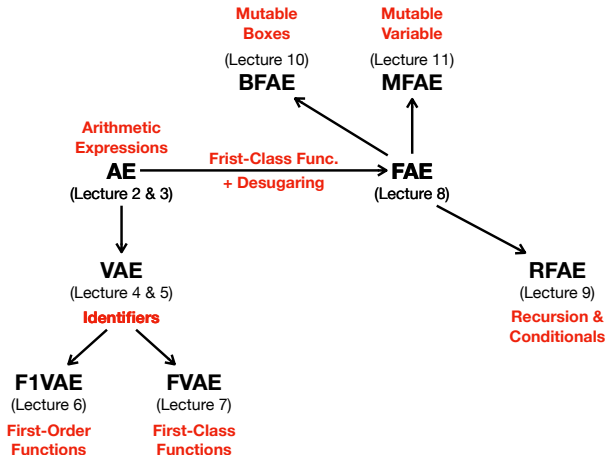 Mutable
Boxes
(Lecture 10)
BFAE
Mutable
Variable
(Lecture 11)
MFAE
Arithmetic
Expressions
AE
(Lecture 2 & 3)
Frist-Class Func.
+ Desugaring
FAE
(Lecture 8)
VAE
(Lecture 4 & 5)
Identifiers
RFAE
(Lecture 9)
Recursion &
Conditionals
F1VAE
(Lecture 6)
First-Order
Functions
FVAE
(Lecture 7)
First-Class
Functions